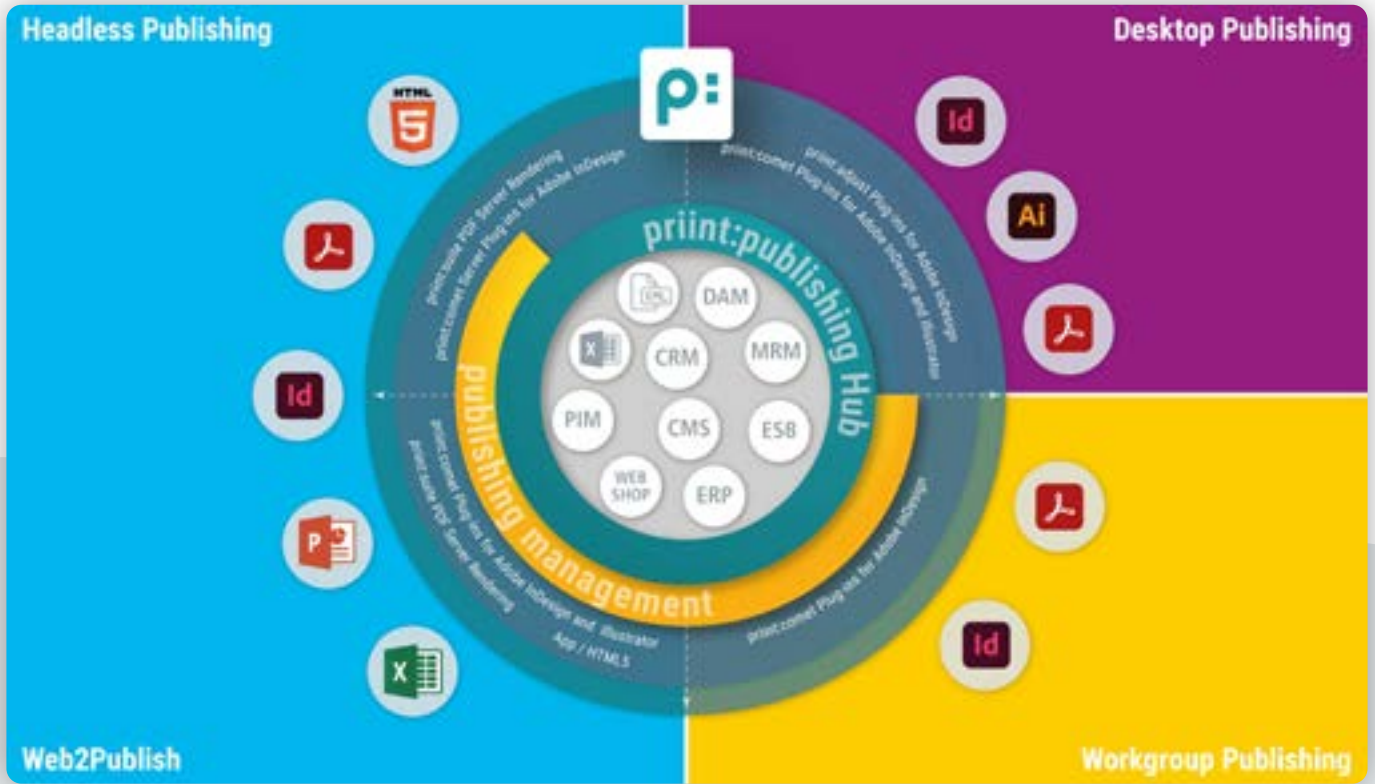 Headless Publishing
Desktop Publishing
p:
HTML
5
Id
Ai
Id
P
X
Id
priint:suite PDF Server Rendering
priint:comet Server Plug-ins for Adobe InDesign
priint:adjust Plug-ins for Adobe InDesign
priint:comet Plug-ins for Adobe InDesign and Illustrator
priint:publishing Hub
XML
DAM
X
CRM
MRM
PIM
CMS
ESB
WEB
SHOP
ERP
publishing management
priint:comet Plug-ins for Adobe InDesign and Illustrator
priint:suite PDF Server Rendering
App / HTML5
priint:comet Plug-ins for Adobe InDesign
Web2Publish
Workgroup Publishing